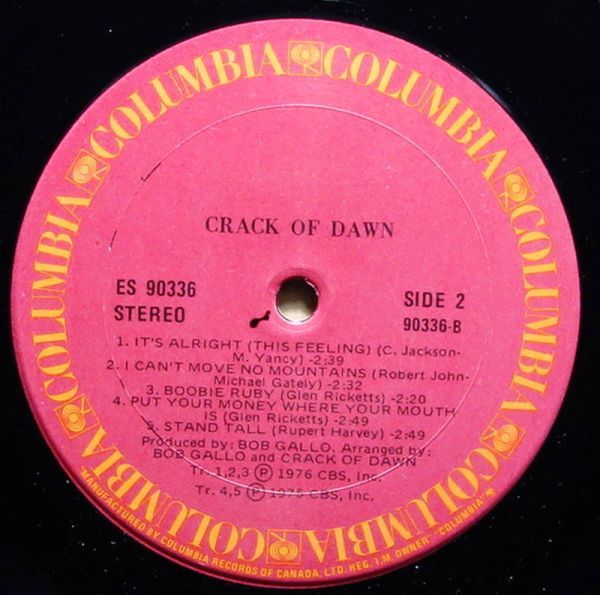 COLUMBIA COLUMBIA COLUMBIA COLUMBIA COLUMBIA COLUMBIA
CRACK OF DAWN
ES 90336
STEREO
SIDE 2
90336-B
1. IT'S ALRIGHT (THIS FEELING) (C. Jackson-
M. Yancy) -2:39
2. I CAN'T MOVE NO MOUNTAINS (Robert John-
Michael Gately) -2:32
3. BOOBIE RUBY (Glen Ricketts) -2:20
4. PUT YOUR MONEY WHERE YOUR MOUTH
IS (Glen Ricketts) -2:49
5. STAND TALL (Rupert Harvey) -2:49
Produced by: BOB GALLO. Arranged by:
BOB GALLO and CRACK OF DAWN
Tr. 1,2,3 Ⓟ 1976 CBS, Inc.
Tr. 4,5 Ⓟ 1975 CBS, Inc.
"MANUFACTURED BY COLUMBIA RECORDS OF CANADA, LTD. REG. T.M. OWNER" "COLUMBIA"